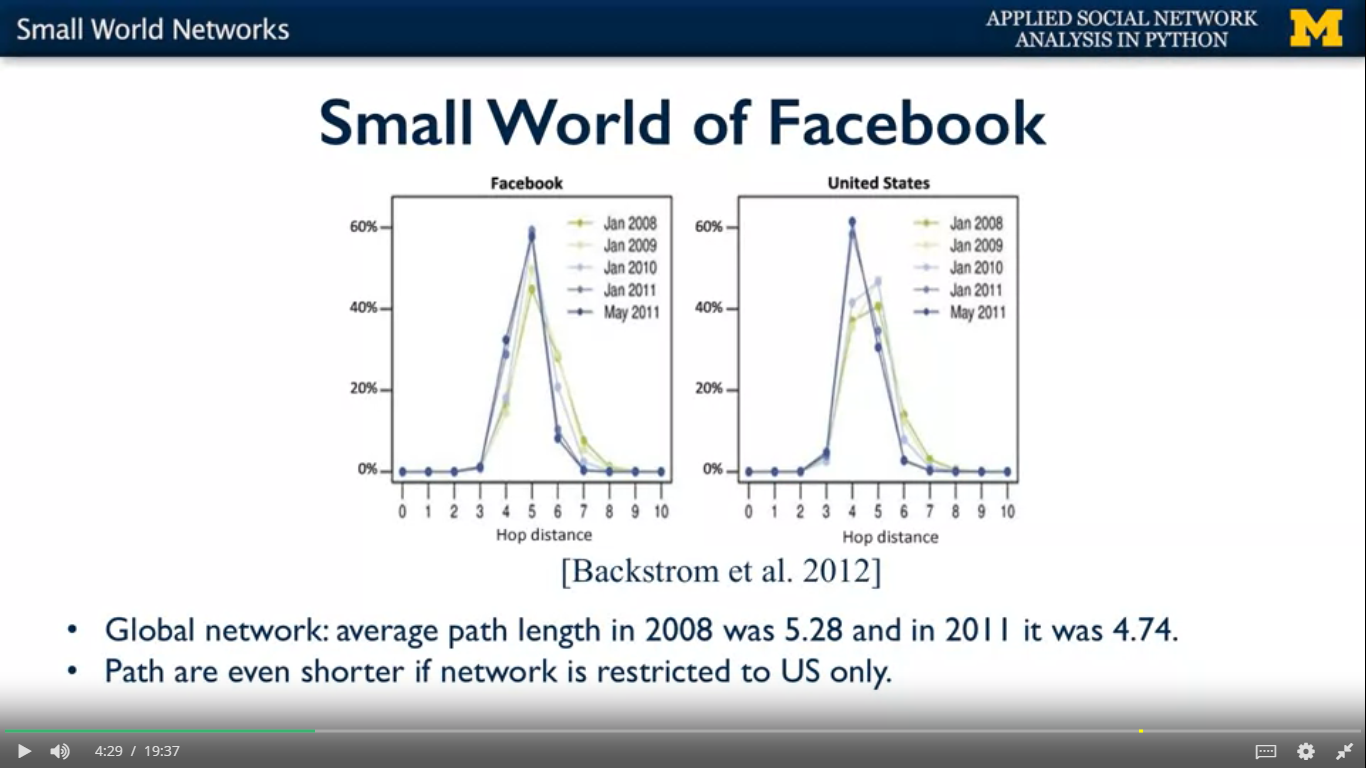 Small World Networks
APPLIED SOCIAL NETWORK
ANALYSIS IN PYTHON
M
Small World of Facebook
Facebook
60%
40%
20%
0%
Jan 2008
Jan 2009
Jan 2010
Jan 2011
May 2011
0 1 2 3 4 5 6 7 8 9 10
Hop distance
United States
60%
40%
20%
0%
Jan 2008
Jan 2009
Jan 2010
Jan 2011
May 2011
0 1 2 3 4 5 6 7 8 9 10
Hop distance
[Backstrom et al. 2012]
• Global network: average path length in 2008 was 5.28 and in 2011 it was 4.74.
• Path are even shorter if network is restricted to US only.
4:29 / 19:37